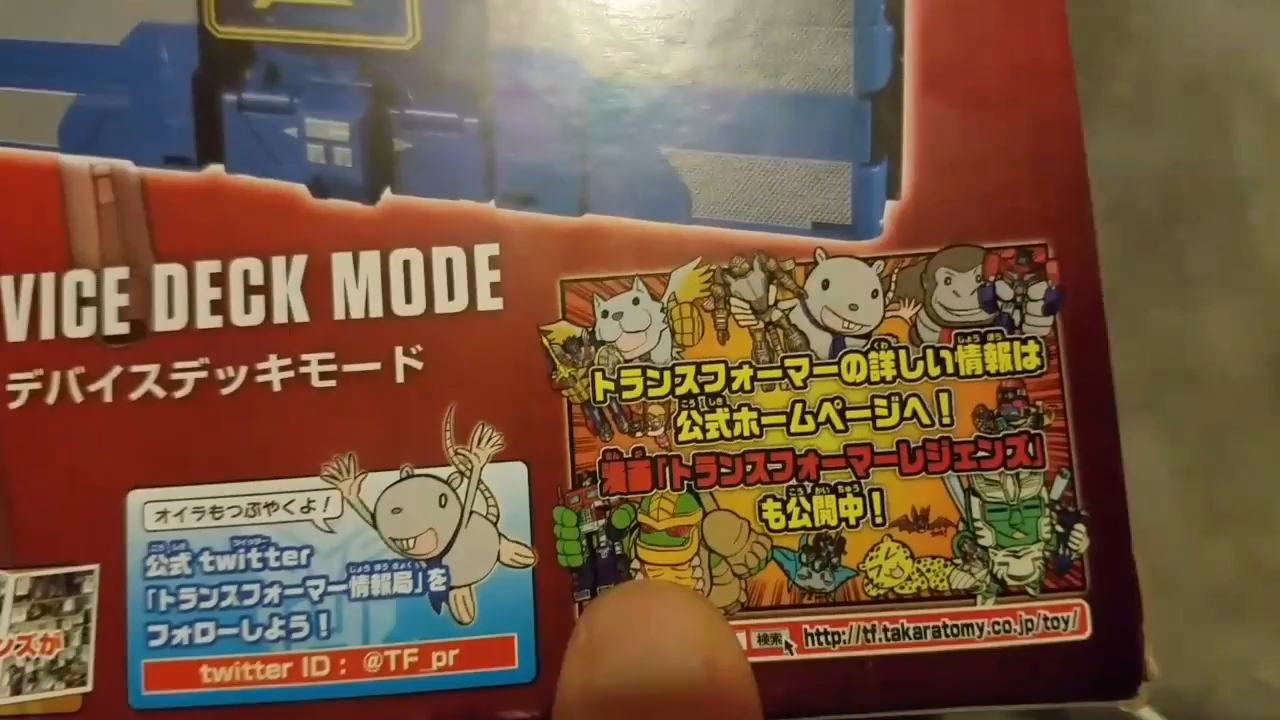 VICE DECK MODE
デバイスデッキモード
オイラもつぶやくよ!
公式twitter
「トランスフォーマー情報局」を
フォローしよう!
twitter ID : @TF_pr
ンズが
トランスフォーマーの詳しい情報は
公式ホームページへ!
漫画「トランスフォーマーレジェンズ」
も公開中!
検索 http://tf.takaratomy.co.jp/toy/